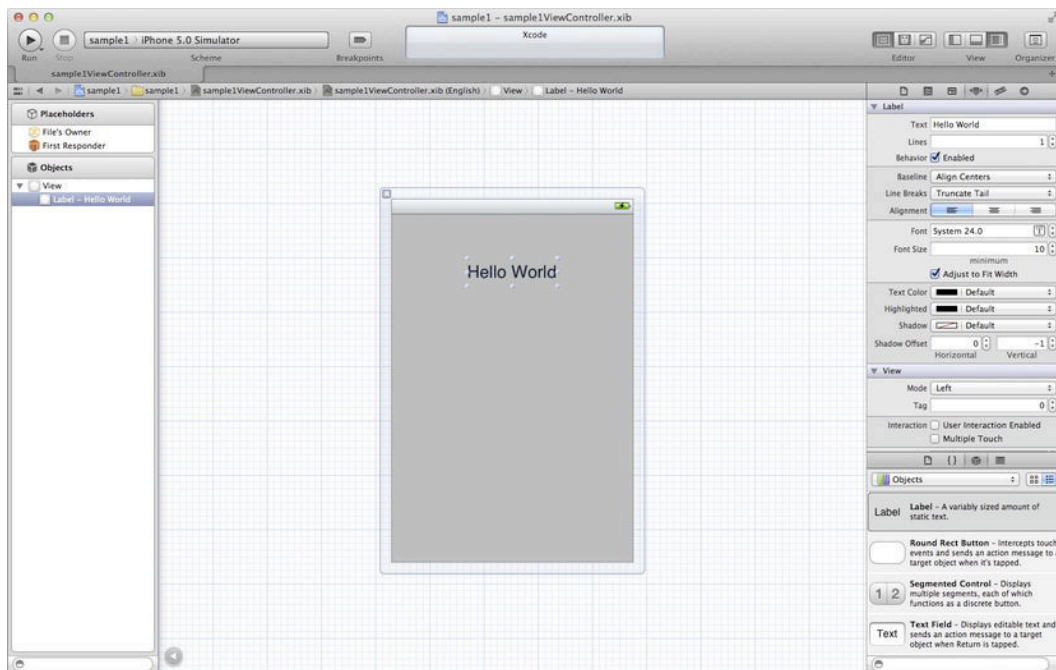 sample1 – sample1ViewController.xib
sample1 › iPhone 5.0 Simulator
Xcode
Run
Stop
Scheme
Breakpoints
Editor
View
Organizer
sample1ViewController.xib
sample1 › sample1 › sample1ViewController.xib › sample1ViewController.xib (English) › View › Label – Hello World
Placeholders
File's Owner
First Responder
Objects
View
Label – Hello World
Hello World
Label
Text Hello World
Lines 1
Behavior Enabled
Baseline Align Centers
Line Breaks Truncate Tail
Alignment
Font System 24.0
Font Size 10
minimum
Adjust to Fit Width
Text Color Default
Highlighted Default
Shadow Default
Shadow Offset 0 -1
Horizontal Vertical
View
Mode Left
Tag 0
Interaction User Interaction Enabled
Multiple Touch
{}
Objects
Label
Label – A variably sized amount of
static text.
Round Rect Button – Intercepts touch
events and sends an action message to a
target object when it's tapped.
1 2
Segmented Control – Displays
multiple segments, each of which
functions as a discrete button.
Text
Text Field – Displays editable text and
sends an action message to a target
object when Return is tapped.